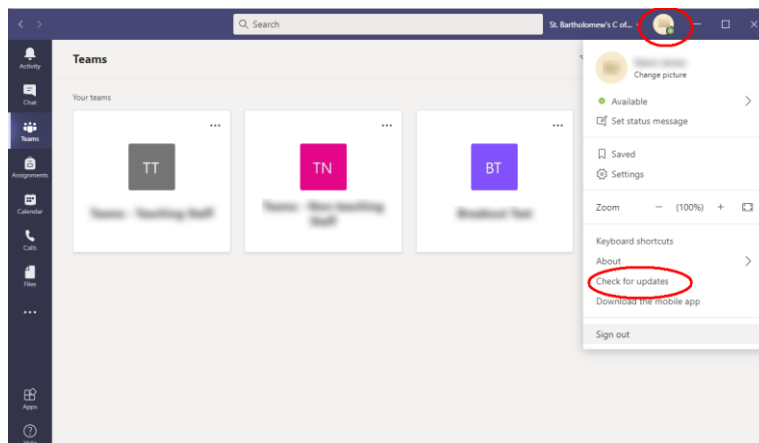 Search
St. Bartholomew's C of...
Activity
Chat
Teams
Assignments
Calendar
Calls
Files
Apps
Help
Teams
Your teams
TT
TN
BT
Change picture
Available
Set status message
Saved
Settings
Zoom
— (100%) +
Keyboard shortcuts
About
Check for updates
Download the mobile app
Sign out